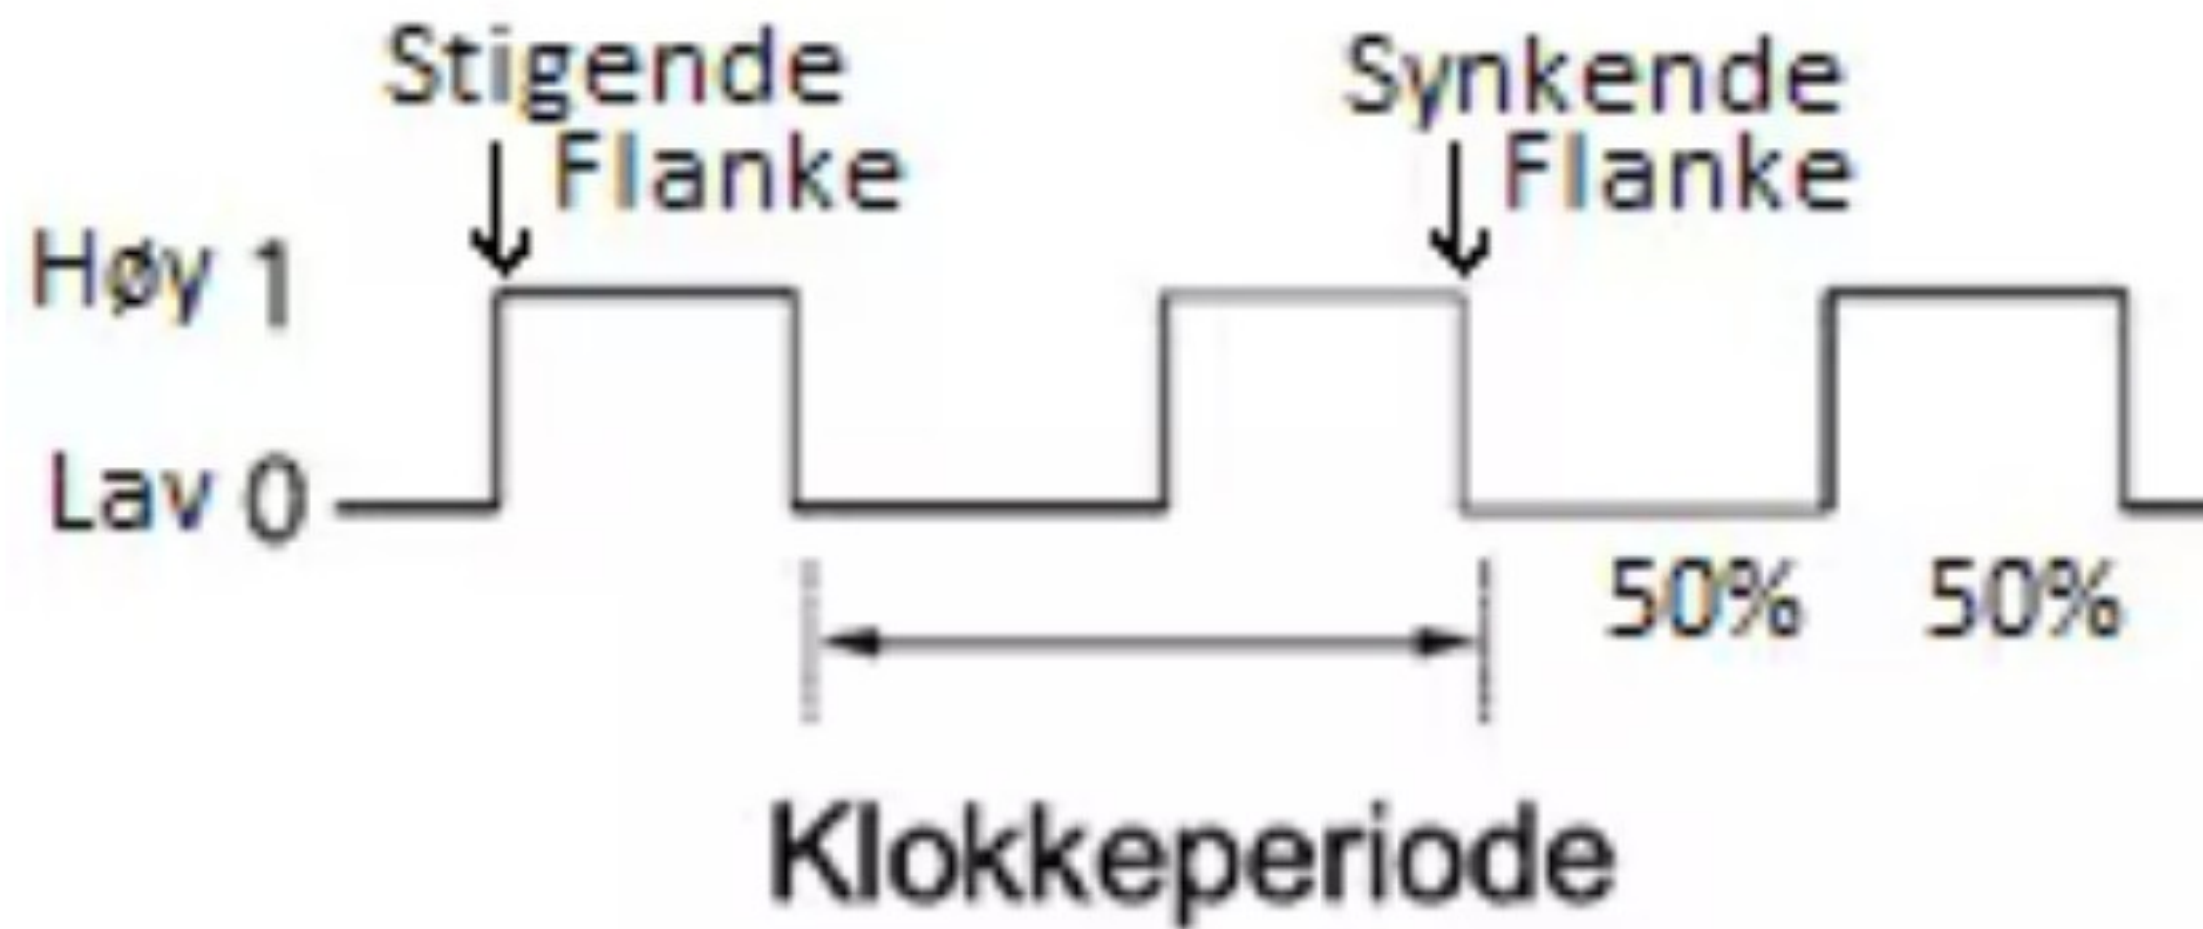 Stigende
Flanke
Synkende
Flanke
Høy 1
Lav 0
50%
50%
Klokkeperiode